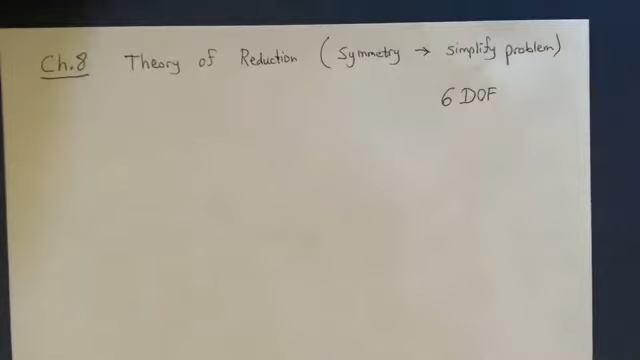 Ch.8 Theory of Reduction (Symmetry → simplify problem)
6 DOF